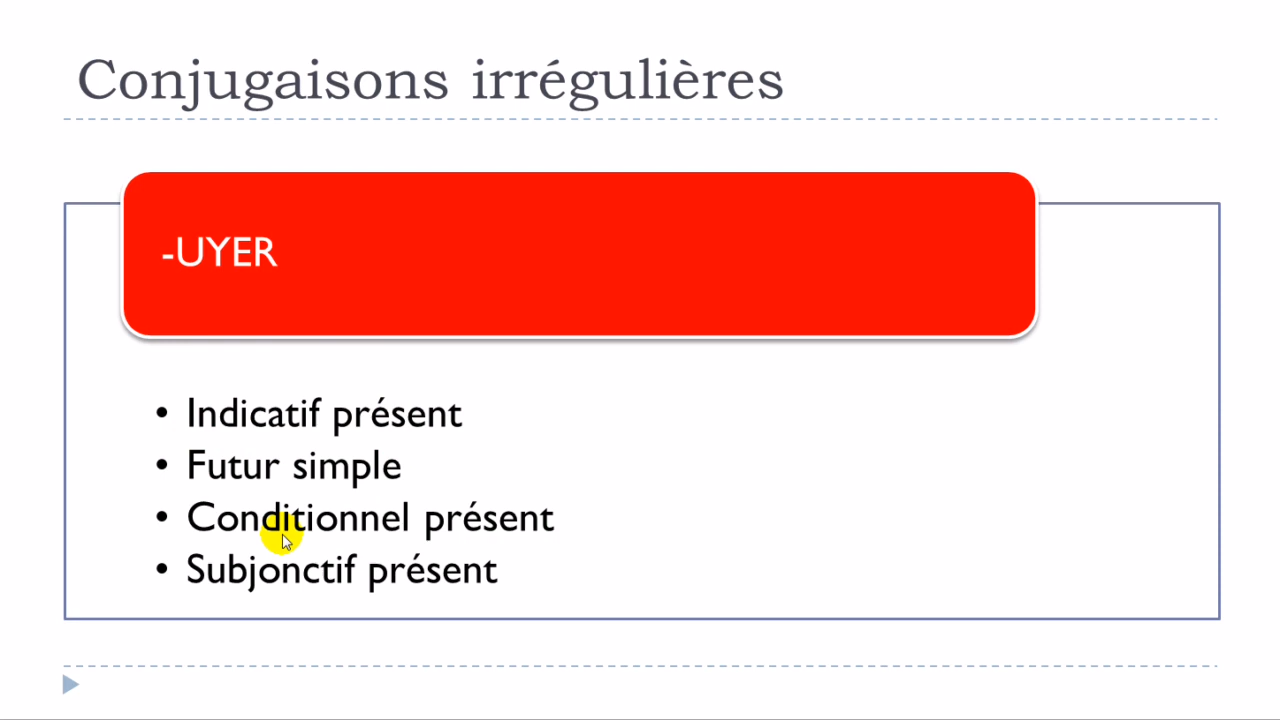 Conjugaisons irrégulières
-UYER
• Indicatif présent
• Futur simple
• Conditionnel présent
• Subjonctif présent